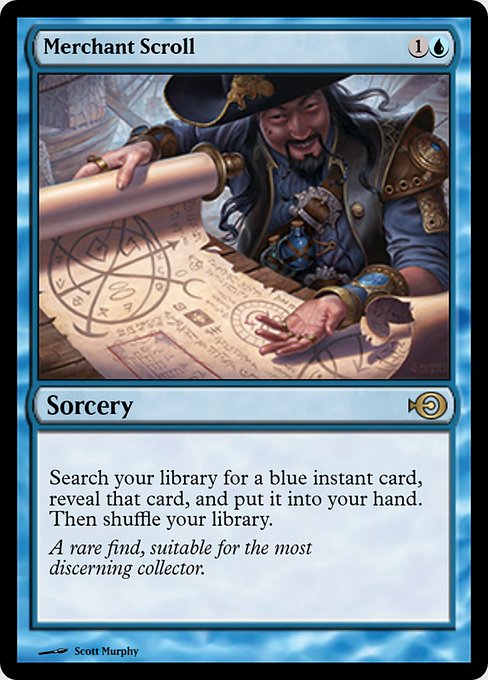 Merchant Scroll
1
Sorcery
Search your library for a blue instant card,
reveal that card, and put it into your hand.
Then shuffle your library.
A rare find, suitable for the most
discerning collector.
Scott Murphy